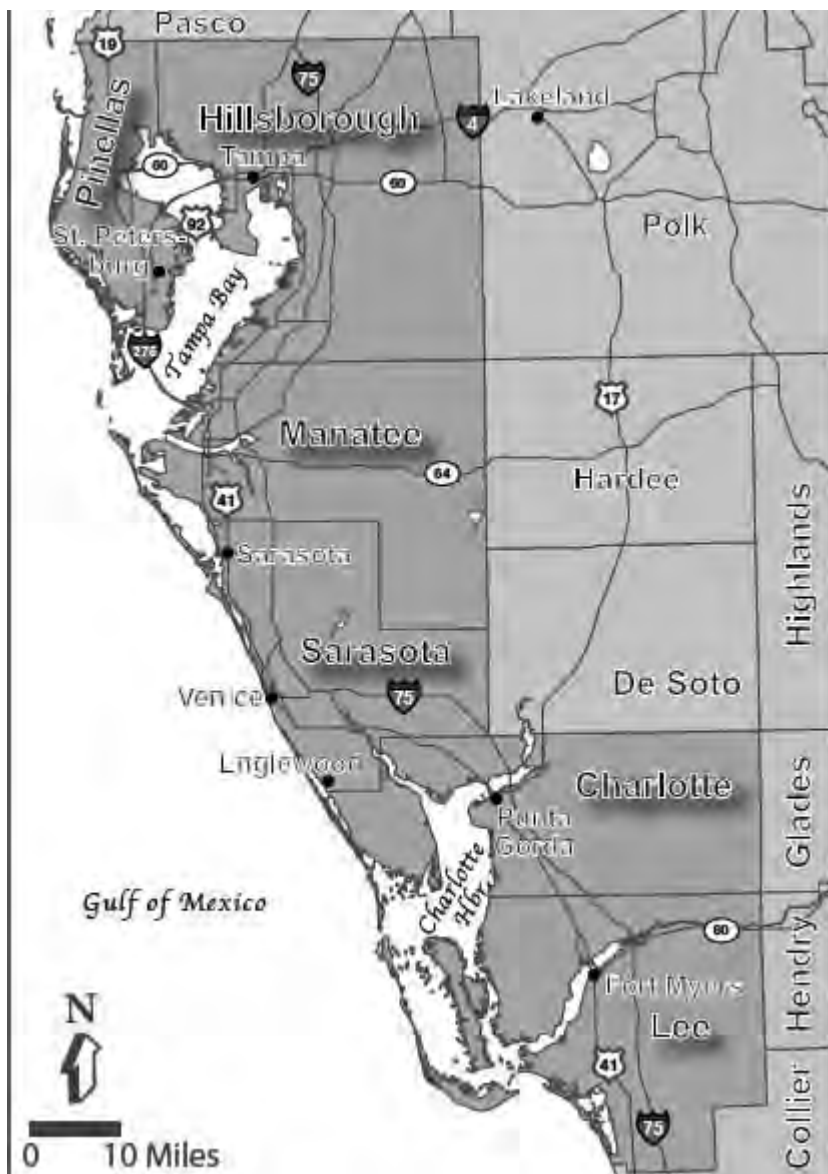 Pasco
19
75
Lakeland
Hillsborough
4
Pinellas
60
Tampa
60
92
Polk
St. Peters-
burg
Tampa Bay
275
17
Manatee
64
Hardee
41
Highlands
Sarasota
Sarasota
De Soto
Venice
75
Englewood
Charlotte
Punta
Gorda
Glades
Charlotte
Hbr.
Gulf of Mexico
80
Hendry
Fort Myers
N
Lee
41
Collier
75
0 10 Miles